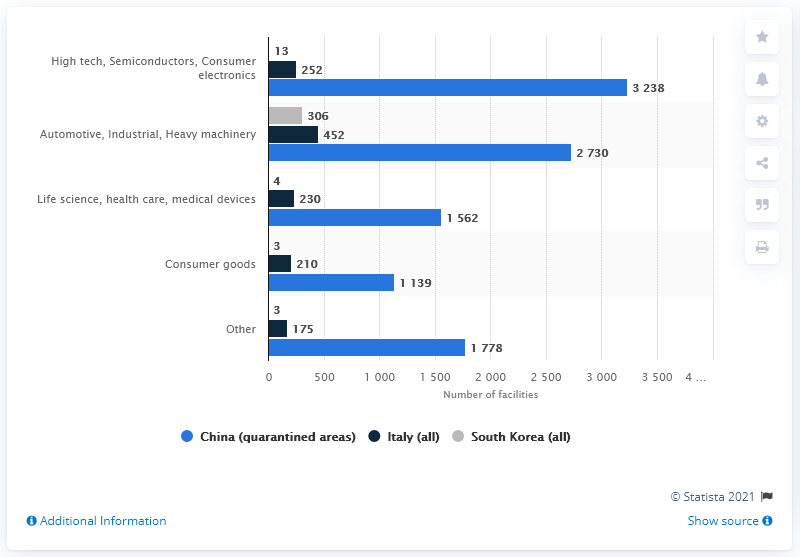 13
High tech, Semiconductors, Consumer
electronics
252
3 238
306
Automotive, Industrial, Heavy machinery
452
2 730
4
Life science, health care, medical devices
230
1 562
3
Consumer goods
210
1 139
3
Other
175
1 778
0 500 1 000 1 500 2 000 2 500 3 000 3 500 4 ...
Number of facilities
China (quarantined areas) Italy (all) South Korea (all)
© Statista 2021
Additional Information Show source